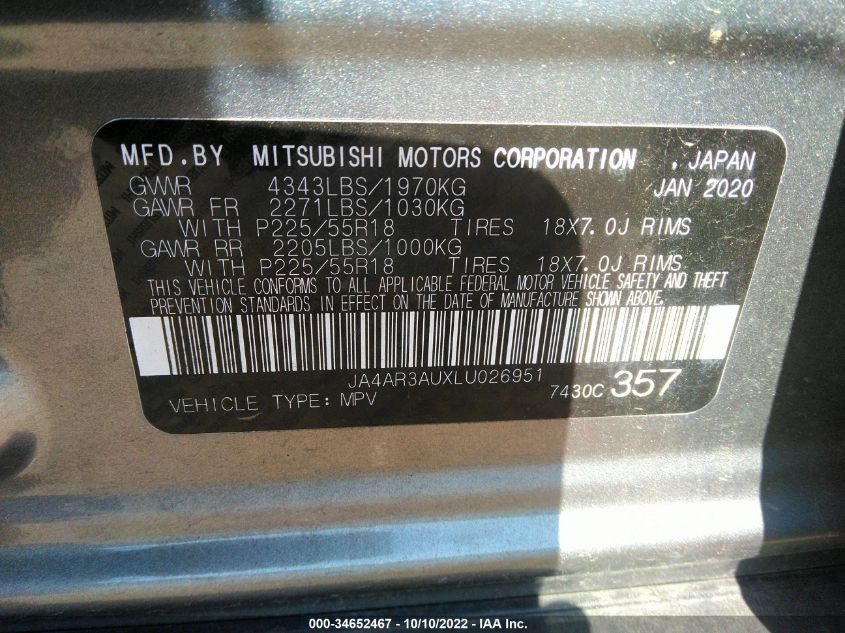 MFD.BY MITSUBISHI MOTORS CORPORATION , JAPAN
GVWR 4343LBS/1970KG JAN 2020
GAWR FR 2271LBS/1030KG
WITH P225/55R18 TIRES 18X7.0J RIMS
GAWR RR 2205LBS/1000KG
WITH P225/55R18 TIRES 18X7.0J RIMS
THIS VEHICLE CONFORMS TO ALL APPLICABLE FEDERAL MOTOR VEHICLE SAFETY AND THEFT
PREVENTION STANDARDS IN EFFECT ON THE DATE OF MANUFACTURE SHOWN ABOVE.
JA4AR3AUXLU026951
VEHICLE TYPE: MPV 7430C 357
000-34652467 - 10/10/2022 - IAA Inc.